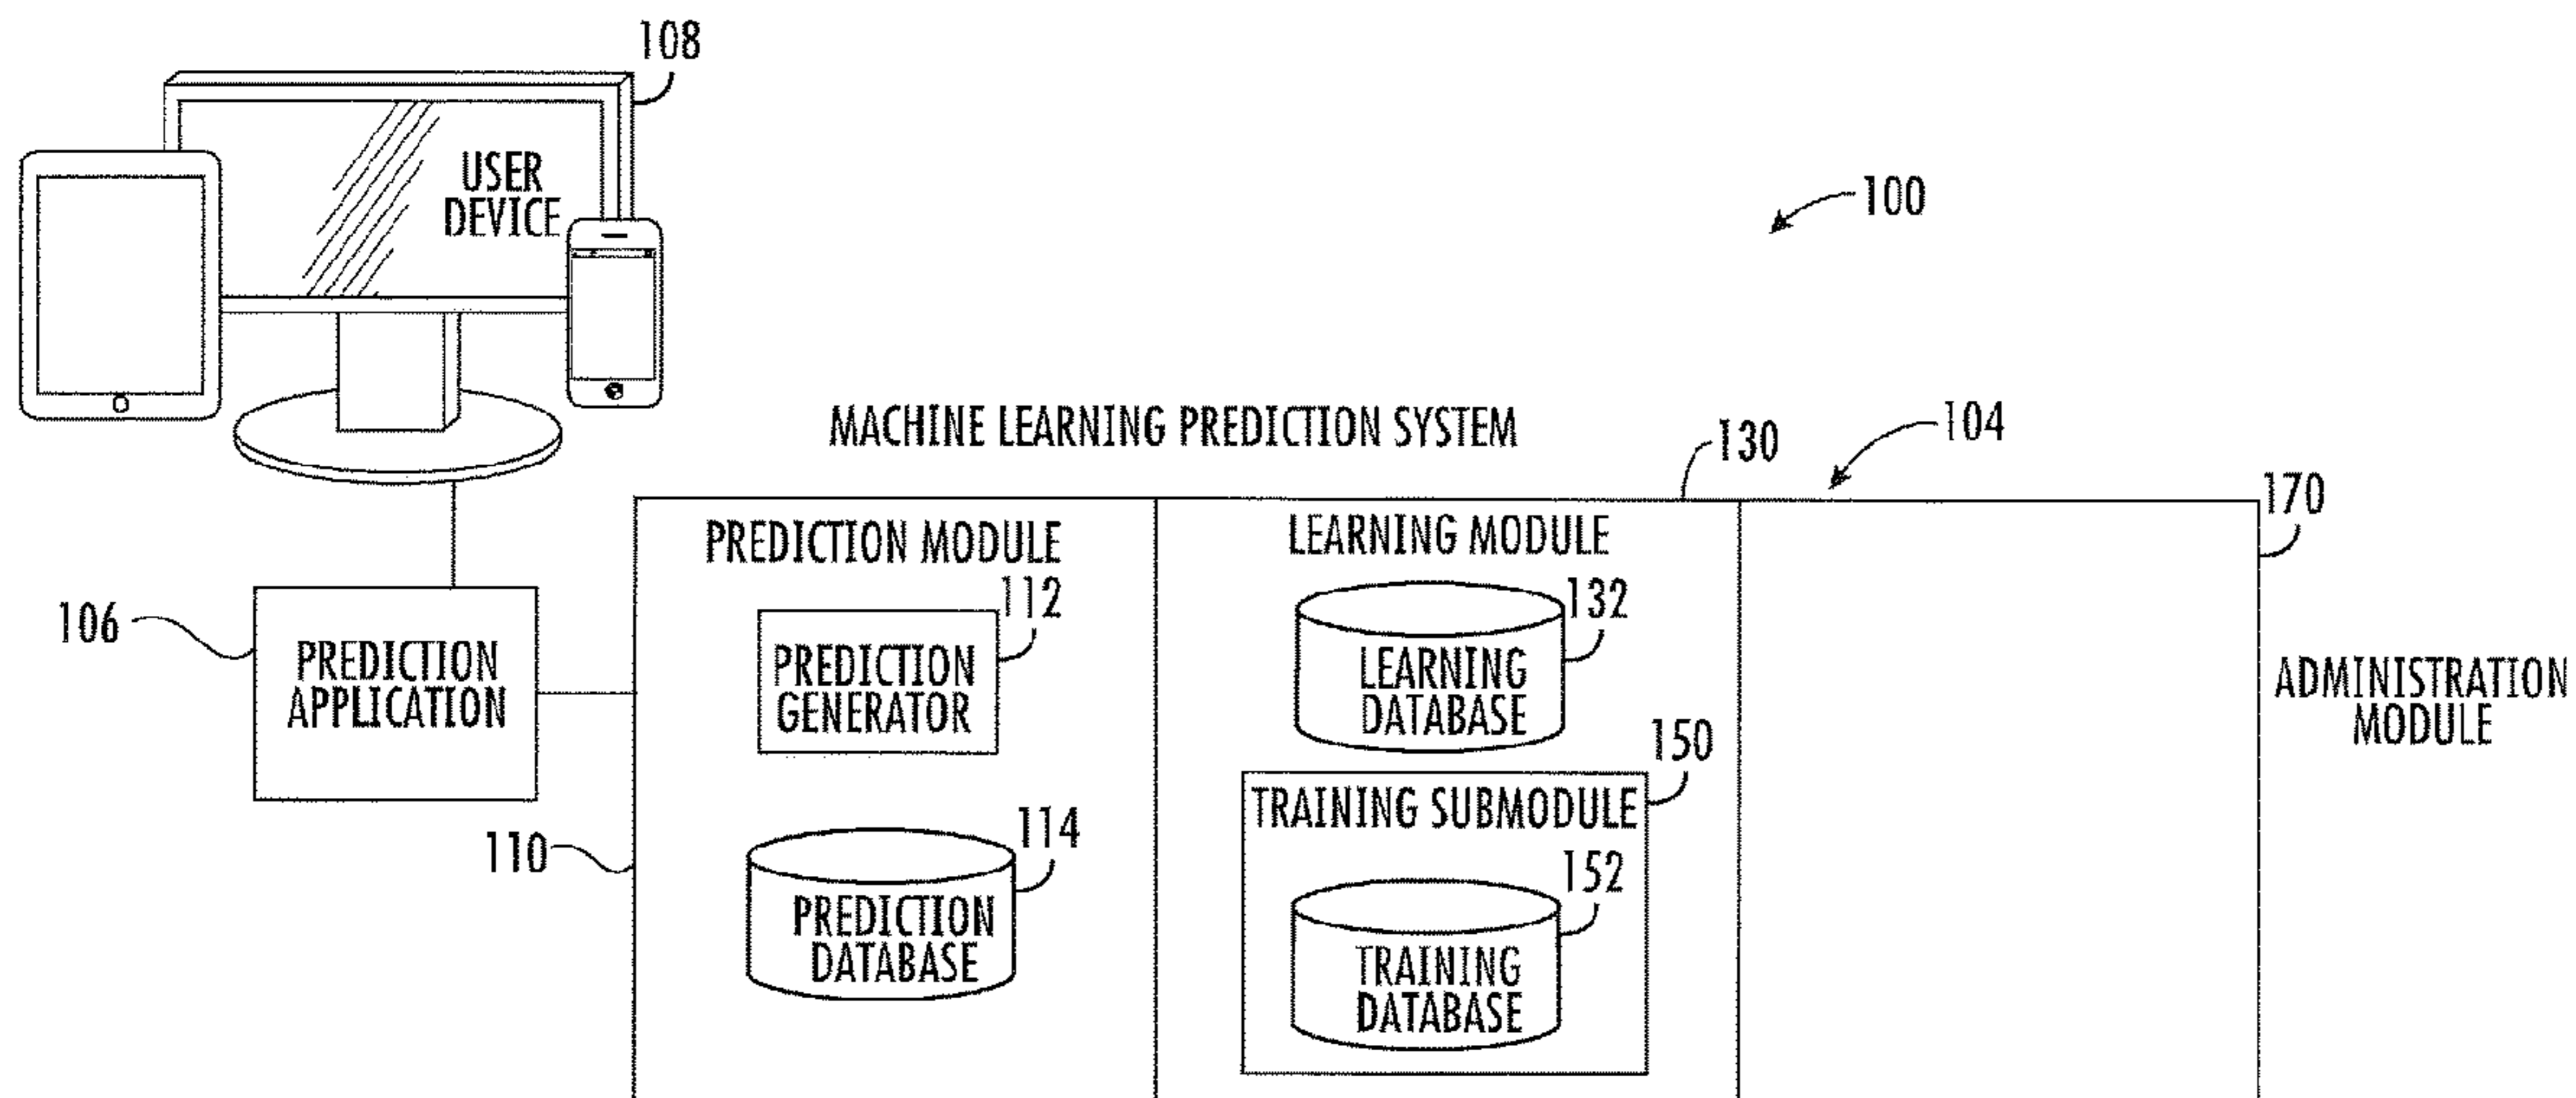 108
USER
DEVICE
100
MACHINE LEARNING PREDICTION SYSTEM
130
104
170
PREDICTION MODULE
LEARNING MODULE
112
132
106
PREDICTION
APPLICATION
PREDICTION
GENERATOR
LEARNING
DATABASE
ADMINISTRATION
MODULE
150
TRAINING SUBMODULE
110
114
152
PREDICTION
DATABASE
TRAINING
DATABASE